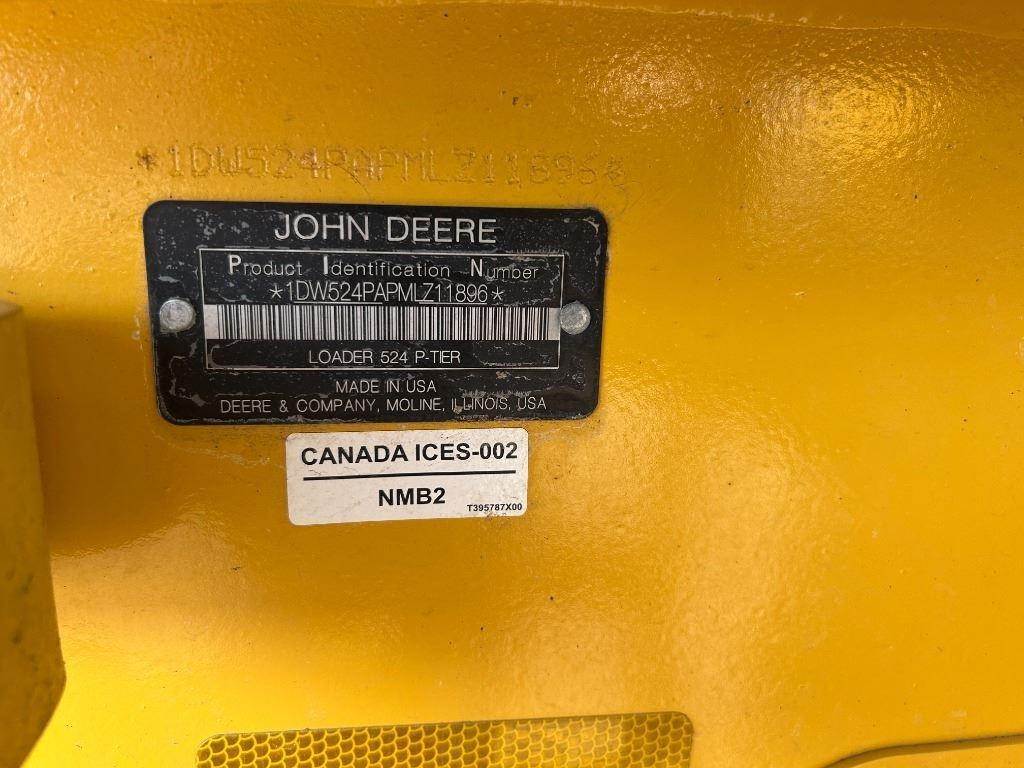 *1DW524PAPMLZ11896*
JOHN DEERE
Product Identification Number
*1DW524PAPMLZ11896*
LOADER 524 P-TIER
MADE IN USA
DEERE & COMPANY, MOLINE, ILLINOIS, USA
CANADA ICES-002
NMB2
T395787X00